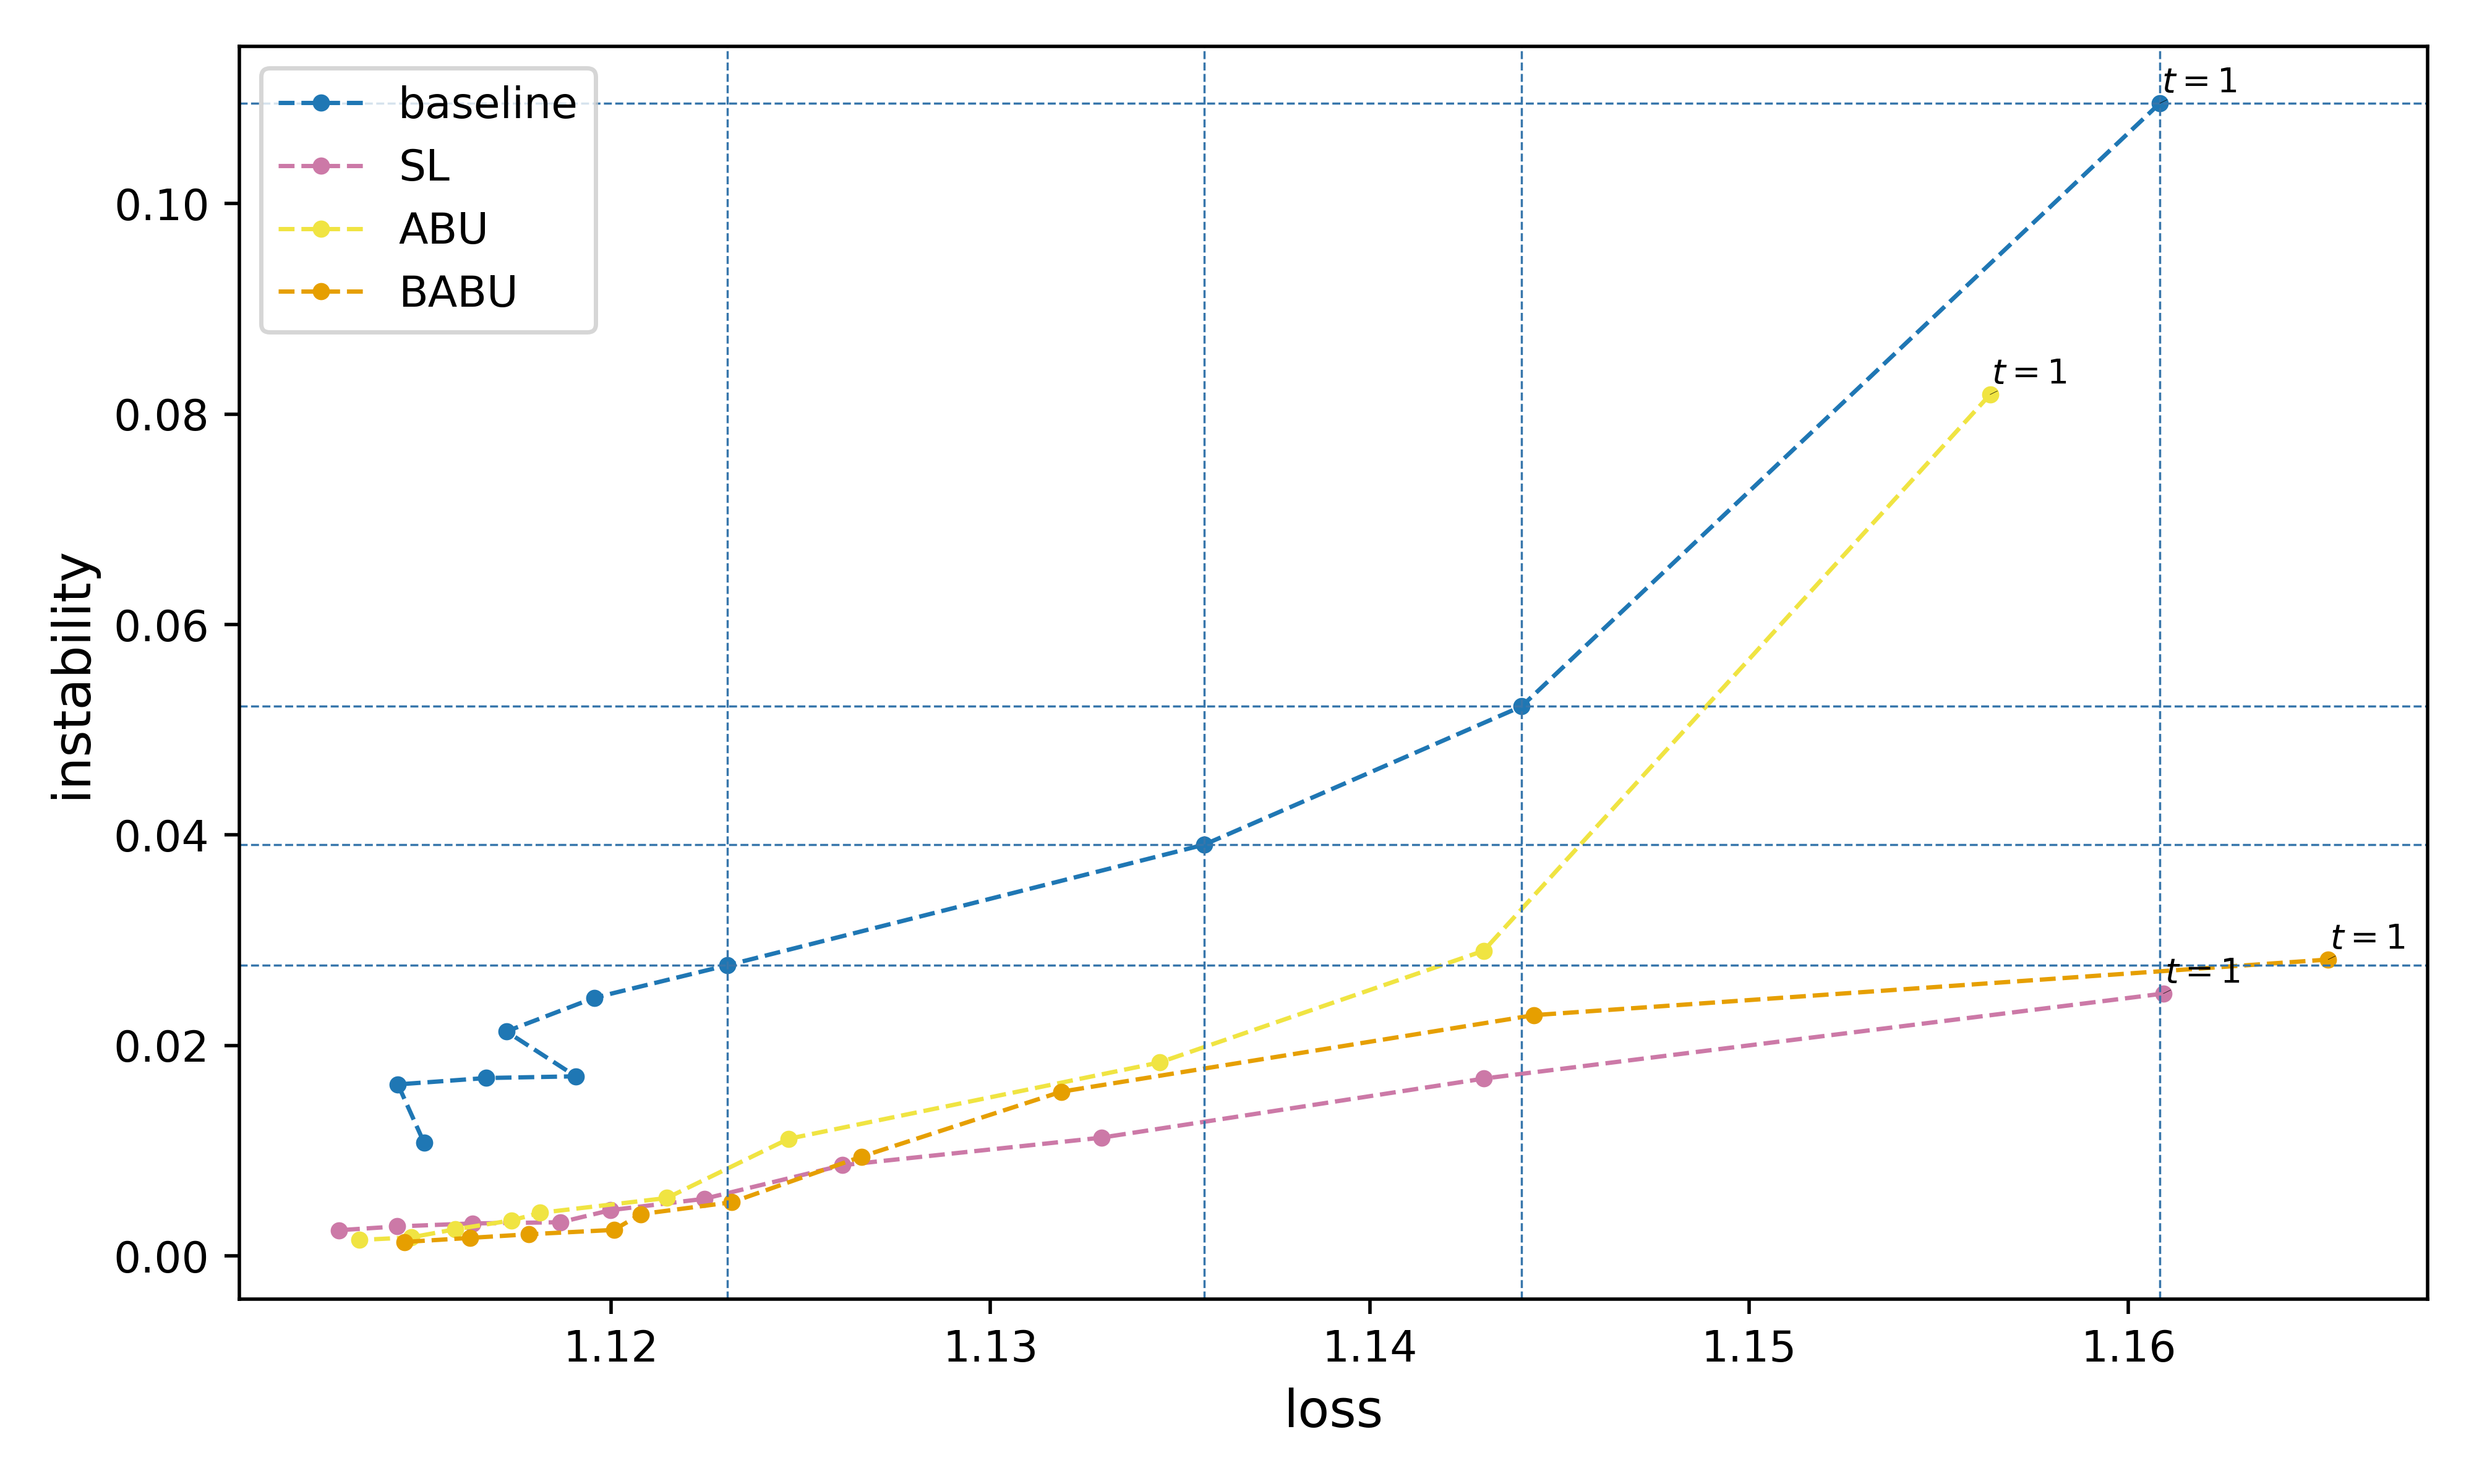 baseline
SL
ABU
BABU
t = 1
t = 1
t = 1
t = 1
0.10
0.08
0.06
0.04
0.02
0.00
instability
1.12
1.13
1.14
1.15
1.16
loss